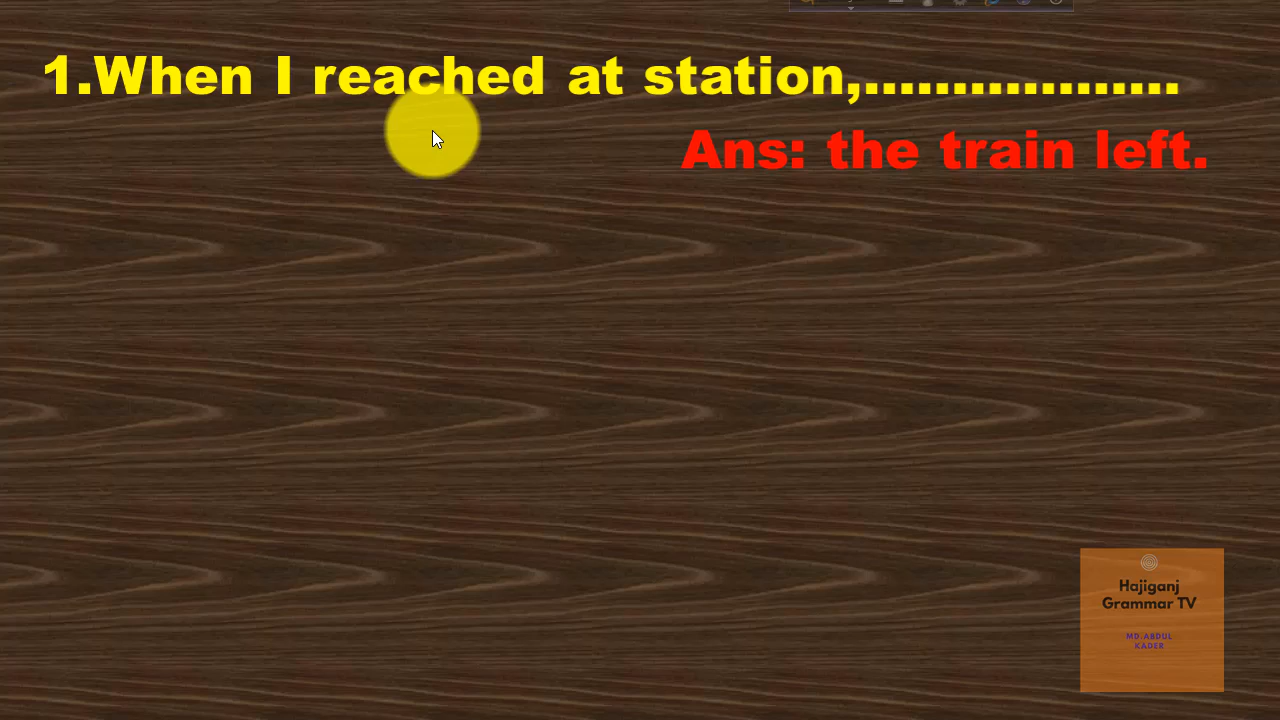 1.When I reached at station,..................
Ans: the train left.
Hajiganj
Grammar TV
MD.ABDUL
KADER